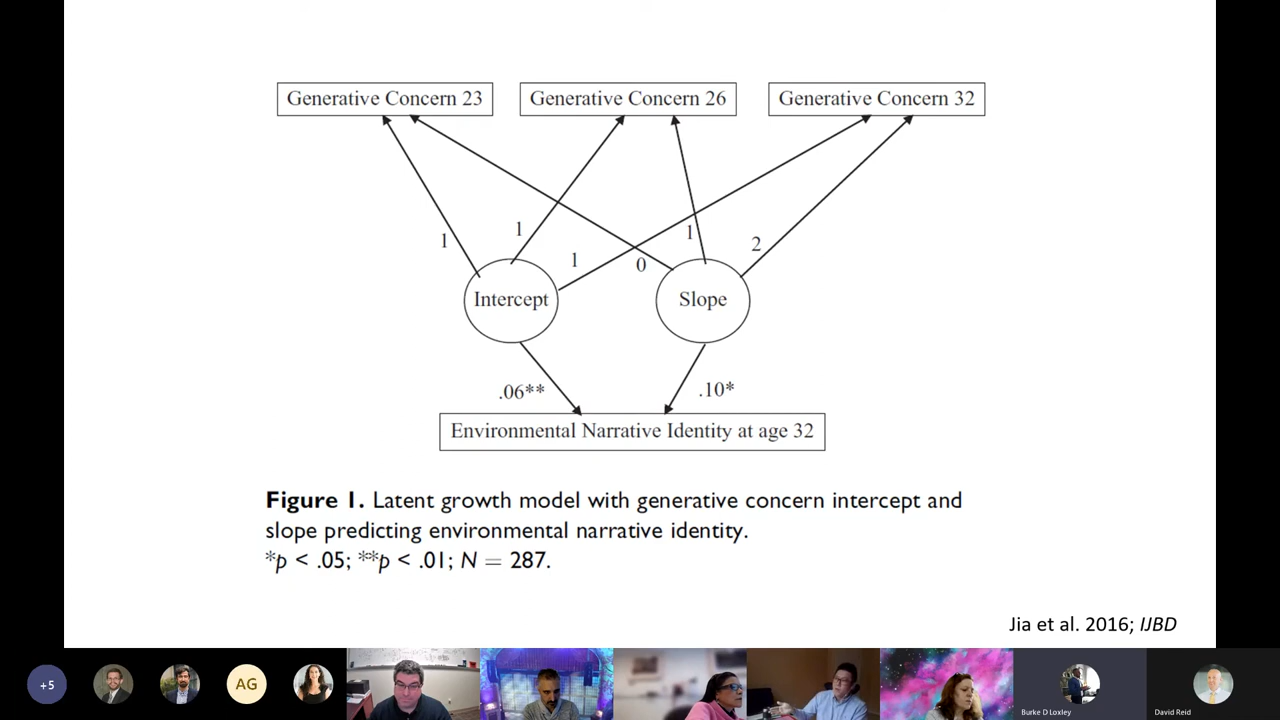 Generative Concern 23
Generative Concern 26
Generative Concern 32
1
1
1
0
1
2
Intercept
Slope
.06**
.10*
Environmental Narrative Identity at age 32
Figure 1. Latent growth model with generative concern intercept and
slope predicting environmental narrative identity.
*p < .05; **p < .01; N = 287.
Jia et al. 2016; IJBD
+5
AG
Burke D Loxley
David Reid